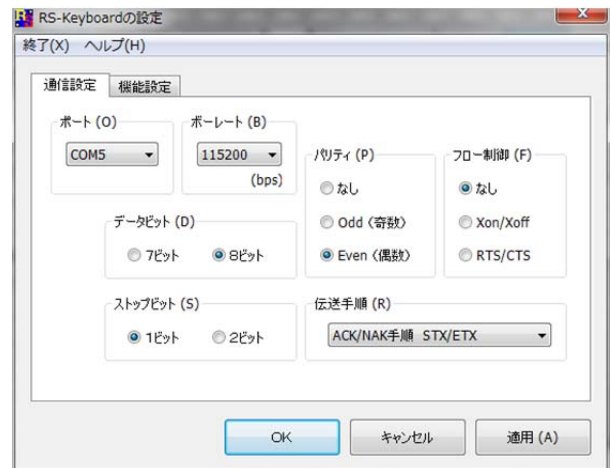 RS-Keyboardの設定
終了(X) ヘルプ(H)
通信設定 機能設定
ポート (O)
COM5
ボーレート (B)
115200
(bps)
パリティ (P)
なし
Odd (奇数)
Even (偶数)
フロー制御 (F)
なし
Xon/Xoff
RTS/CTS
データビット (D)
7ビット 8ビット
ストップビット (S)
1ビット 2ビット
伝送手順 (R)
ACK/NAK手順 STX/ETX
OK キャンセル 適用 (A)